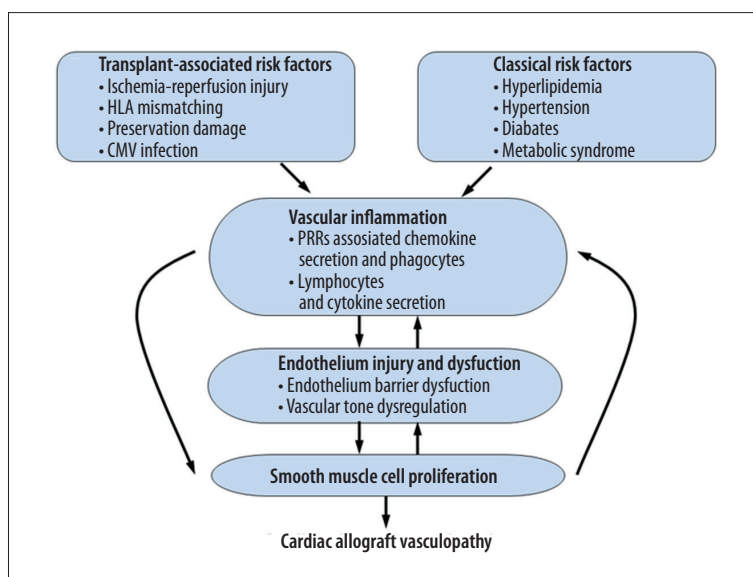 Transplant-associated risk factors
• Ischemia-reperfusion injury
• HLA mismatching
• Preservation damage
• CMV infection
Classical risk factors
• Hyperlipidemia
• Hypertension
• Diabates
• Metabolic syndrome
Vascular inflammation
• PRRs assosiated chemokine
secretion and phagocytes
• Lymphocytes
and cytokine secretion
Endothelium injury and dysfuction
• Endothelium barrier dysfuction
• Vascular tone dysregulation
Smooth muscle cell proliferation
Cardiac allograft vasculopathy